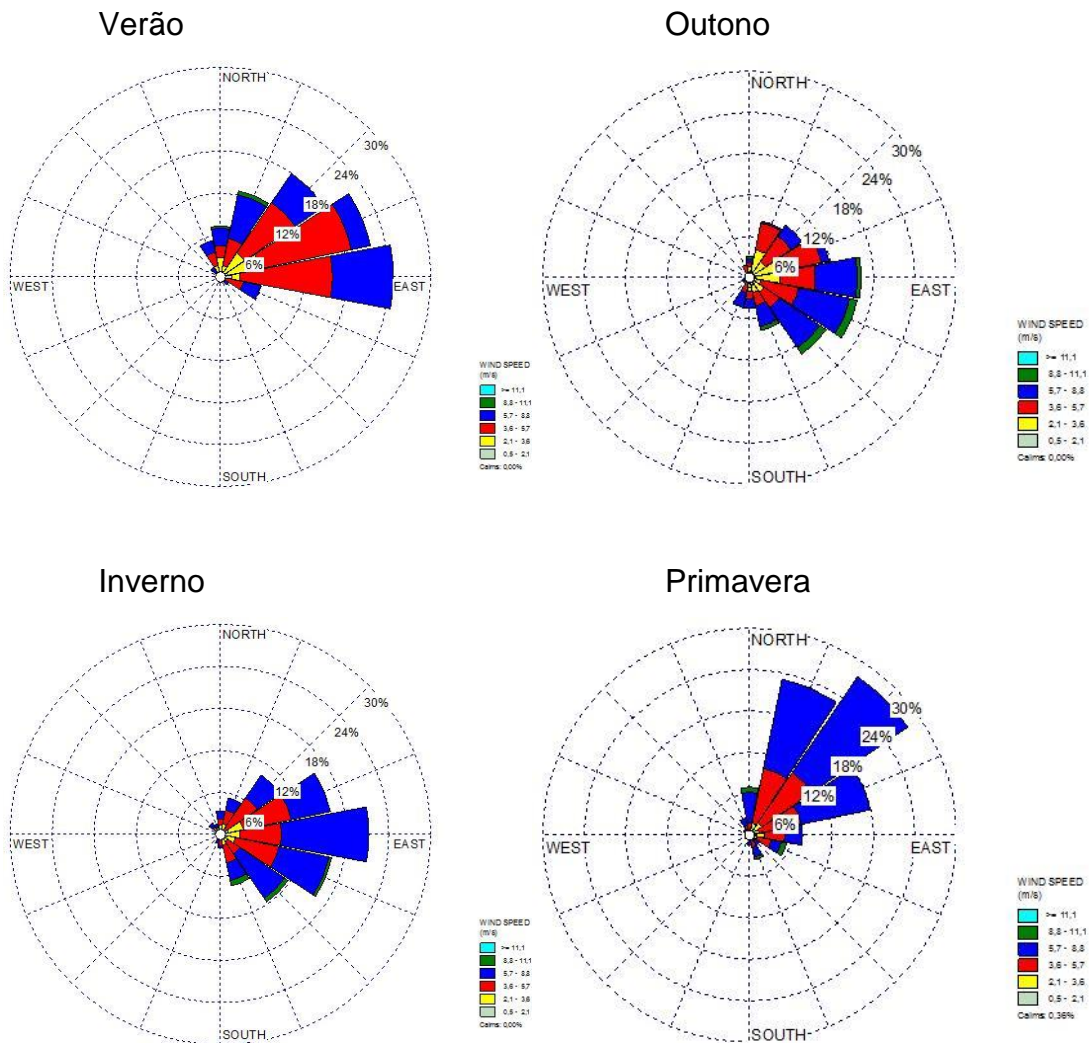 Verão
NORTH
30%
24%
18%
12%
6%
WEST
EAST
SOUTH
WIND SPEED
(m/s)
>= 11,1
8,8 - 11,1
5,7 - 8,8
3,6 - 5,7
2,1 - 3,6
0,5 - 2,1
Calms: 0,00%
Outono
NORTH
30%
24%
18%
12%
6%
WEST
EAST
SOUTH
WIND SPEED
(m/s)
>= 11,1
8,8 - 11,1
5,7 - 8,8
3,6 - 5,7
2,1 - 3,6
0,5 - 2,1
Calms: 0,00%
Inverno
NORTH
30%
24%
18%
12%
6%
WEST
EAST
SOUTH
WIND SPEED
(m/s)
>= 11,1
8,8 - 11,1
5,7 - 8,8
3,6 - 5,7
2,1 - 3,6
0,5 - 2,1
Calms: 0,00%
Primavera
NORTH
30%
24%
18%
12%
6%
WEST
EAST
SOUTH
WIND SPEED
(m/s)
>= 11,1
8,8 - 11,1
5,7 - 8,8
3,6 - 5,7
2,1 - 3,6
0,5 - 2,1
Calms: 0,36%